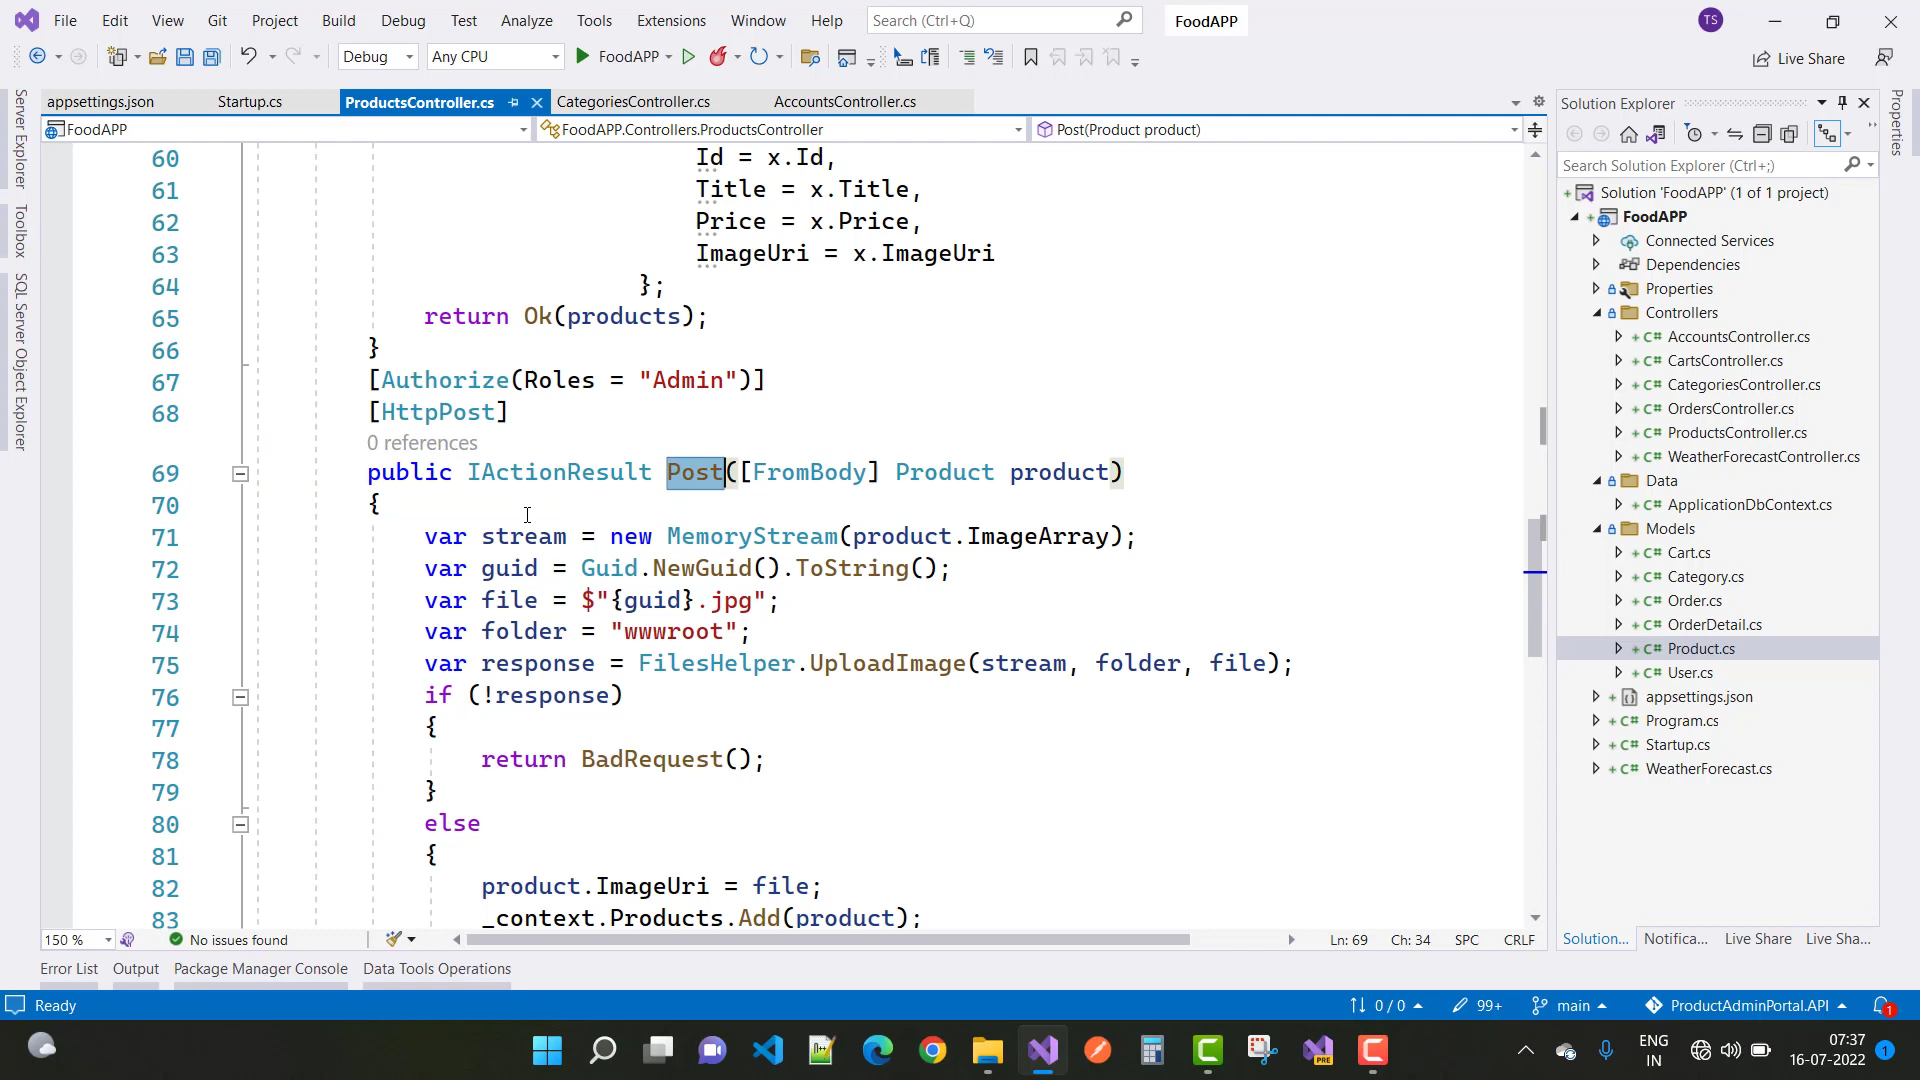 File Edit View Git Project Build Debug Test Analyze Tools Extensions Window Help Search (Ctrl+Q) FoodAPP TS
Debug Any CPU FoodAPP Live Share
appsettings.json Startup.cs ProductsController.cs CategoriesController.cs AccountsController.cs
FoodAPP FoodAPP.Controllers.ProductsController Post(Product product)
Server Explorer
Toolbox
SQL Server Object Explorer
60 Id = x.Id,
61 Title = x.Title,
62 Price = x.Price,
63 ImageUri = x.ImageUri
64 };
65 return Ok(products);
66 }
67 [Authorize(Roles = "Admin")]
68 [HttpPost]
0 references
69 public IActionResult Post([FromBody] Product product)
70 {
71 var stream = new MemoryStream(product.ImageArray);
72 var guid = Guid.NewGuid().ToString();
73 var file = $"{guid}.jpg";
74 var folder = "wwwroot";
75 var response = FilesHelper.UploadImage(stream, folder, file);
76 if (!response)
77 {
78 return BadRequest();
79 }
80 else
81 {
82 product.ImageUri = file;
83 _context.Products.Add(product);
150 % No issues found Ln: 69 Ch: 34 SPC CRLF
Solution Explorer
Search Solution Explorer (Ctrl+;)
Solution 'FoodAPP' (1 of 1 project)
FoodAPP
Connected Services
Dependencies
Properties
Controllers
C# AccountsController.cs
C# CartsController.cs
C# CategoriesController.cs
C# OrdersController.cs
C# ProductsController.cs
C# WeatherForecastController.cs
Data
C# ApplicationDbContext.cs
Models
C# Cart.cs
C# Category.cs
C# Order.cs
C# OrderDetail.cs
C# Product.cs
C# User.cs
appsettings.json
C# Program.cs
C# Startup.cs
C# WeatherForecast.cs
Solution... Notifica... Live Share Live Sha...
Properties
Error List Output Package Manager Console Data Tools Operations
Ready 0 / 0 99+ main ProductAdminPortal.API 1
PRE ENG IN 07:37 16-07-2022 1